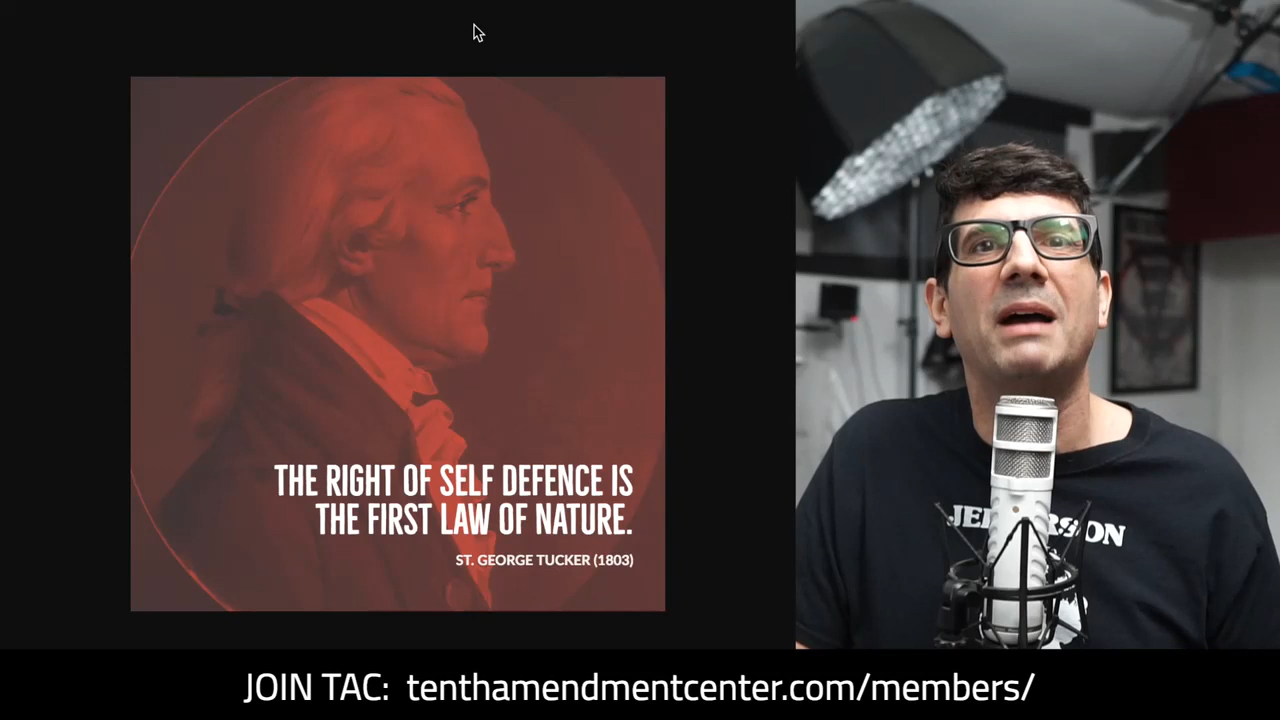 THE RIGHT OF SELF DEFENCE IS
THE FIRST LAW OF NATURE.
ST. GEORGE TUCKER (1803)
JOIN TAC: tenthamendmentcenter.com/members/